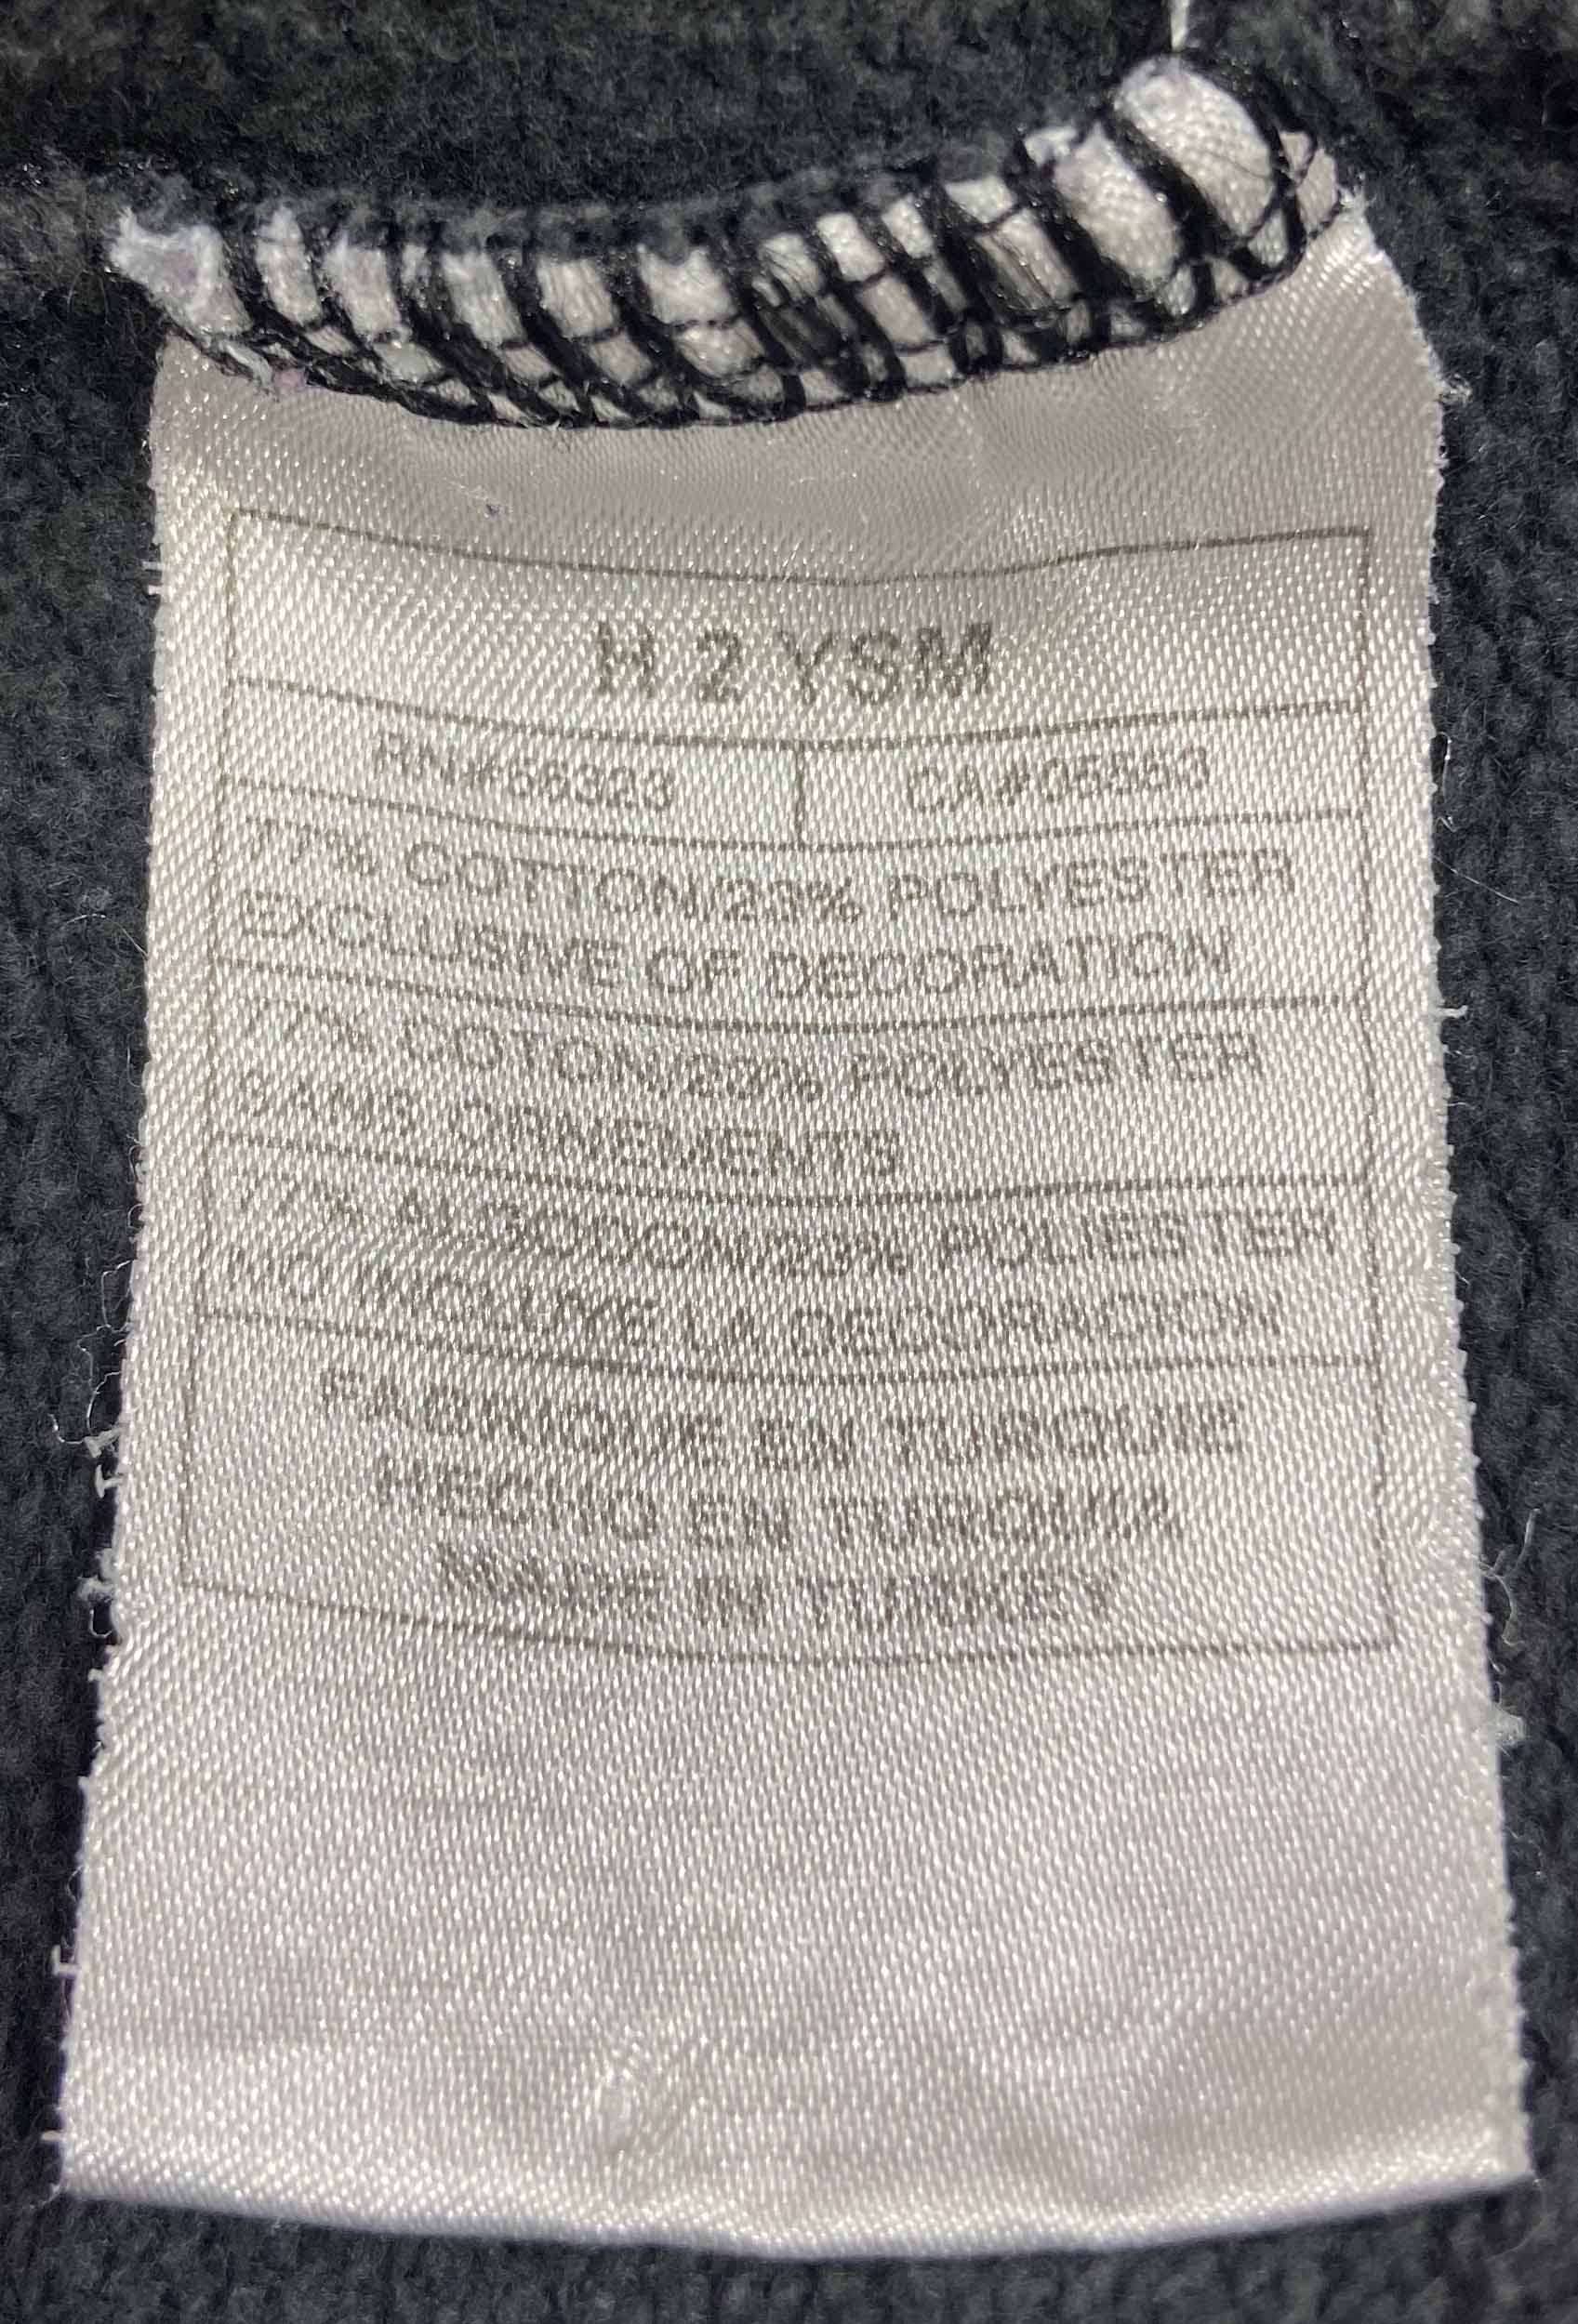 H 2 YSM
RN#56323 CA#05553
77% COTTON/23% POLYESTER
EXCLUSIVE OF DECORATION
77% COTON/23% POLYESTER
SANS ORNEMENTS
77% ALGODON/23% POLIESTER
NO INCLUYE LA DECORACION
FABRIQUE EN TURQUIE
HECHO EN TURQUIA
MADE IN TURKEY